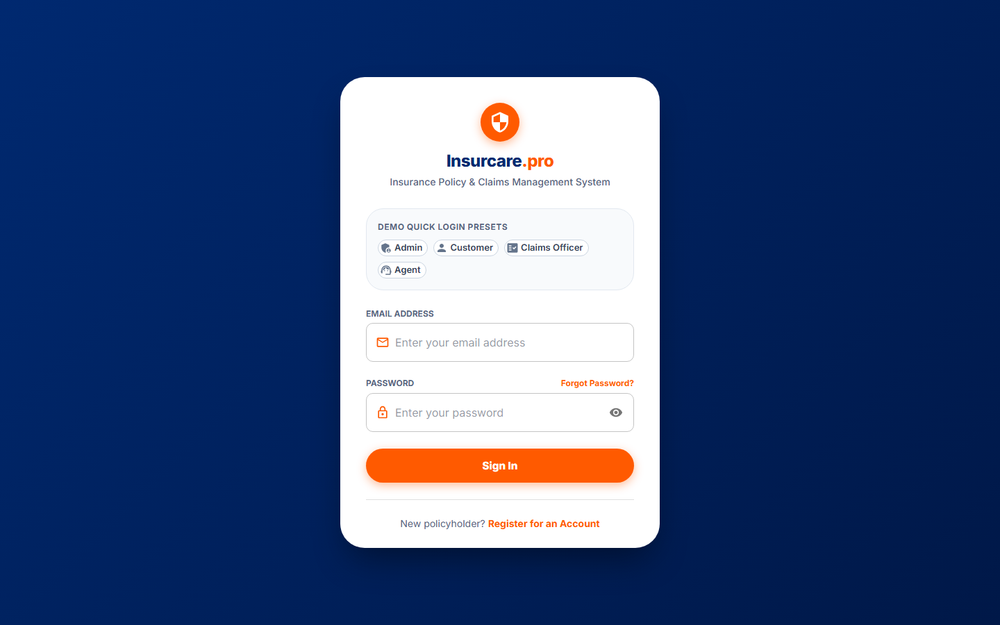 Insurcare.pro
Insurance Policy & Claims Management System
DEMO QUICK LOGIN PRESETS
Admin Customer Claims Officer
Agent
EMAIL ADDRESS
Enter your email address
PASSWORD Forgot Password?
Enter your password
Sign In
New policyholder? Register for an Account